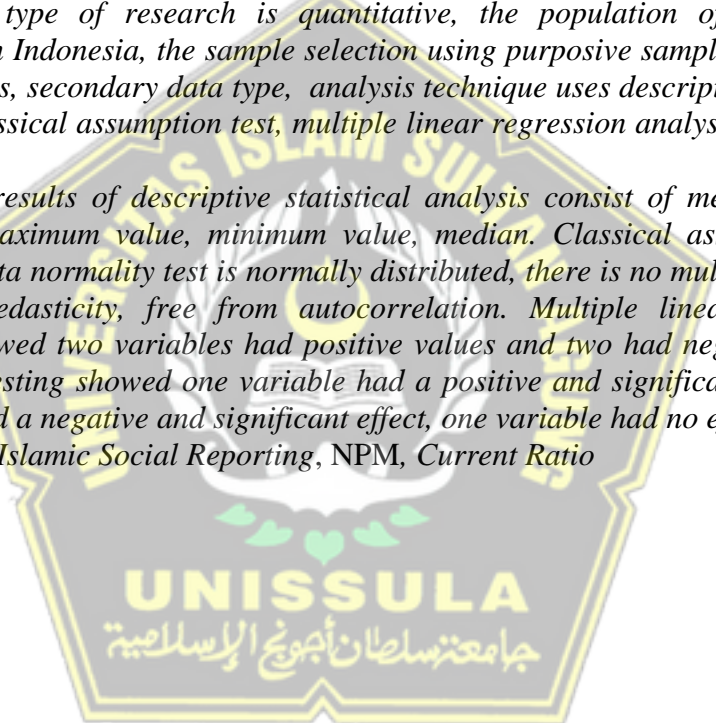 type of research is quantitative, the population of
n Indonesia, the sample selection using purposive sampl
s, secondary data type, analysis technique uses descript
ssical assumption test, multiple linear regression analys
results of descriptive statistical analysis consist of me
aximum value, minimum value, median. Classical as
ta normality test is normally distributed, there is no mul
edasticity, free from autocorrelation. Multiple linea
wed two variables had positive values and two had neg
esting showed one variable had a positive and significa
d a negative and significant effect, one variable had no e
Islamic Social Reporting, NPM, Current Ratio
UNIVERSITAS ISLAM SULTAN AGUNG
UNISSULA
جامعة سلطان أجونج الإسلامية